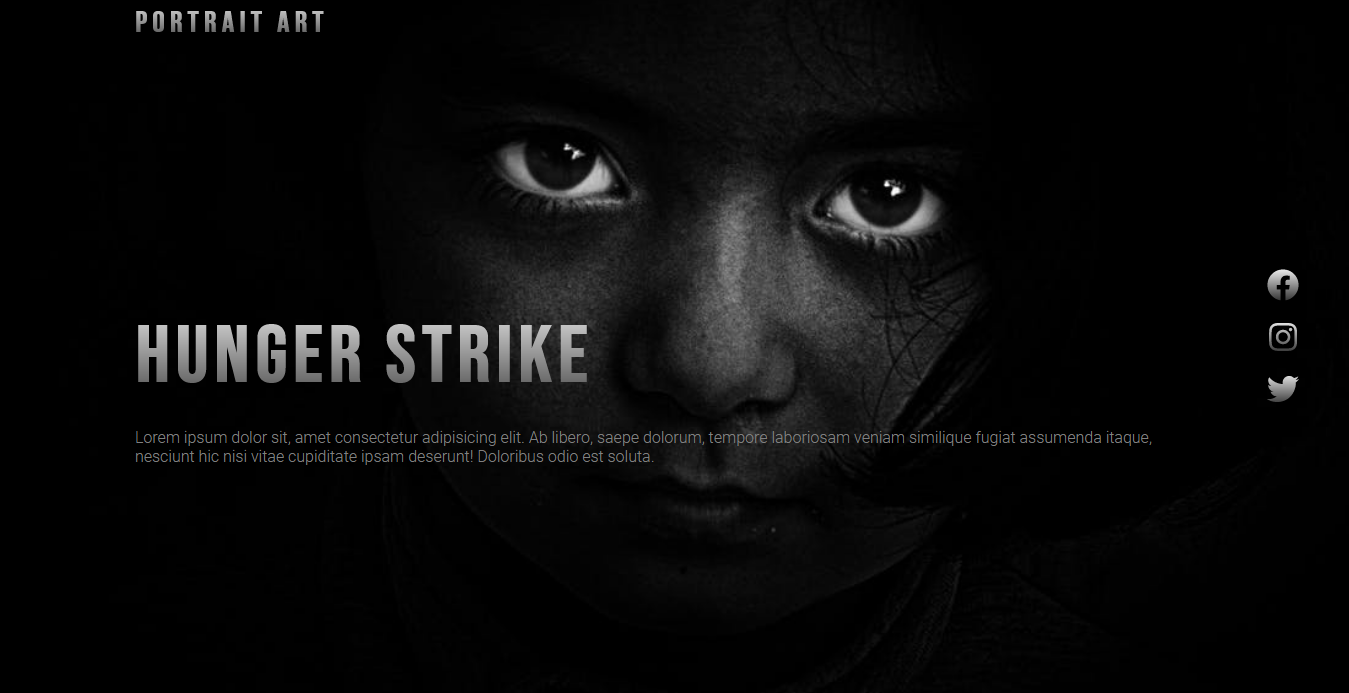 PORTRAIT ART
HUNGER STRIKE
Lorem ipsum dolor sit, amet consectetur adipisicing elit. Ab libero, saepe dolorum, tempore laboriosam veniam similique fugiat assumenda itaque,
nesciunt hic nisi vitae cupiditate ipsam deserunt! Doloribus odio est soluta.